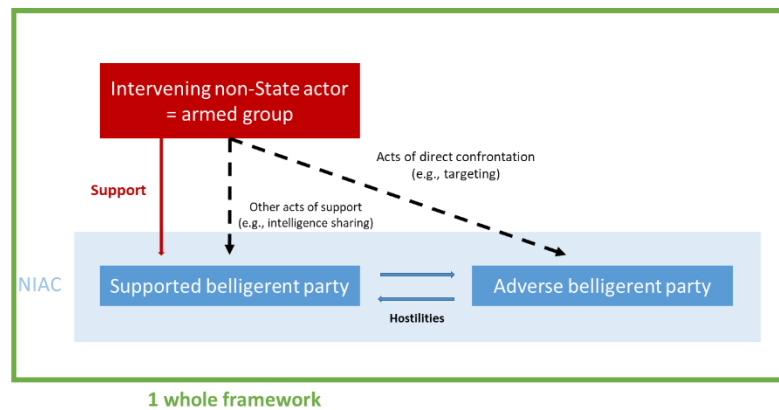 Intervening non-State actor
= armed group
Acts of direct confrontation
(e.g., targeting)
Support
Other acts of support
(e.g., intelligence sharing)
NIAC
Supported belligerent party
Adverse belligerent party
Hostilities
1 whole framework